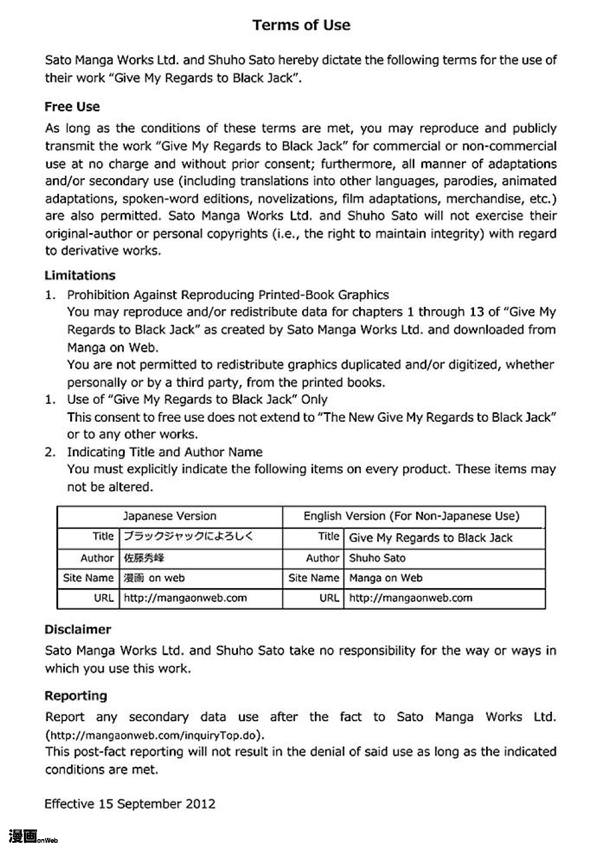 Terms of Use
Sato Manga Works Ltd. and Shuho Sato hereby dictate the following terms for the use of
their work “Give My Regards to Black Jack”.
Free Use
As long as the conditions of these terms are met, you may reproduce and publicly
transmit the work “Give My Regards to Black Jack” for commercial or non-commercial
use at no charge and without prior consent; furthermore, all manner of adaptations
and/or secondary use (including translations into other languages, parodies, animated
adaptations, spoken-word editions, novelizations, film adaptations, merchandise, etc.)
are also permitted. Sato Manga Works Ltd. and Shuho Sato will not exercise their
original-author or personal copyrights (i.e., the right to maintain integrity) with regard
to derivative works.
Limitations
1. Prohibition Against Reproducing Printed-Book Graphics
You may reproduce and/or redistribute data for chapters 1 through 13 of “Give My
Regards to Black Jack” as created by Sato Manga Works Ltd. and downloaded from
Manga on Web.
You are not permitted to redistribute graphics duplicated and/or digitized, whether
personally or by a third party, from the printed books.
1. Use of “Give My Regards to Black Jack” Only
This consent to free use does not extend to “The New Give My Regards to Black Jack”
or to any other works.
2. Indicating Title and Author Name
You must explicitly indicate the following items on every product. These items may
not be altered.
Japanese Version English Version (For Non-Japanese Use)
Title ブラックジャックによろしく Title Give My Regards to Black Jack
Author 佐藤秀峰 Author Shuho Sato
Site Name 漫画 on web Site Name Manga on Web
URL http://mangaonweb.com URL http://mangaonweb.com
Disclaimer
Sato Manga Works Ltd. and Shuho Sato take no responsibility for the way or ways in
which you use this work.
Reporting
Report any secondary data use after the fact to Sato Manga Works Ltd.
(http://mangaonweb.com/inquiryTop.do).
This post-fact reporting will not result in the denial of said use as long as the indicated
conditions are met.
Effective 15 September 2012
漫画onWeb